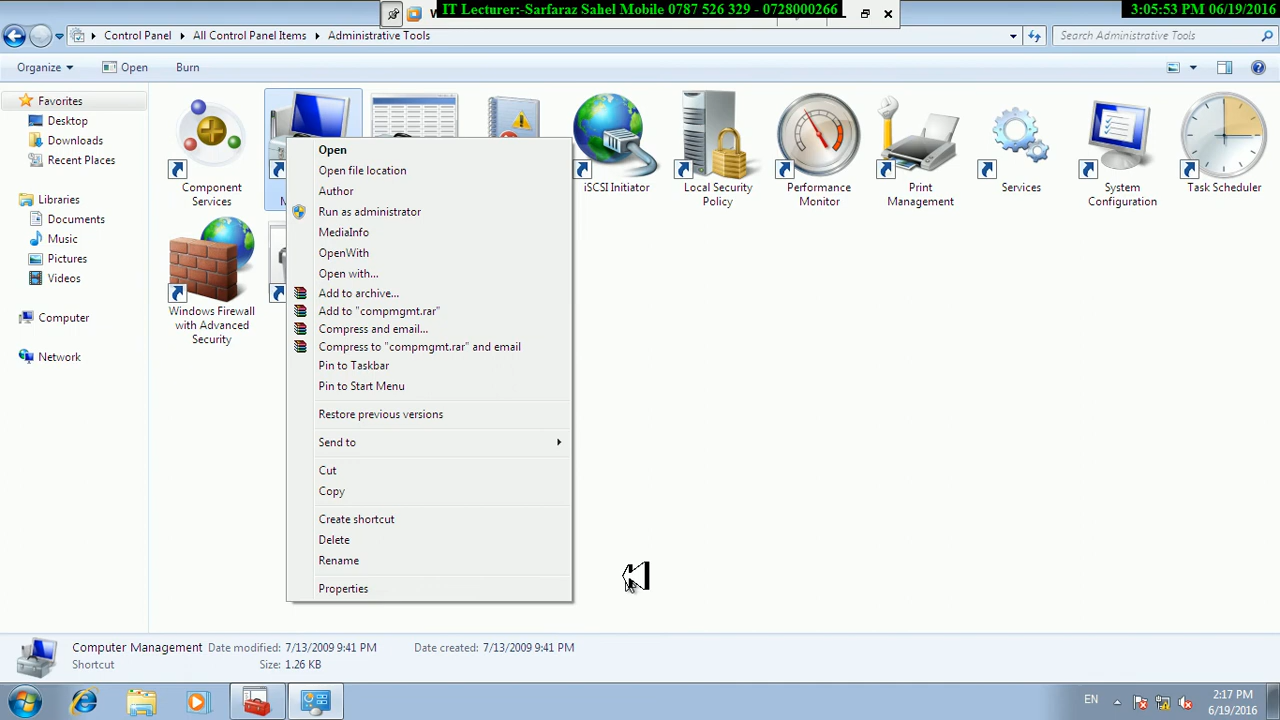 IT Lecturer:-Sarfaraz Sahel Mobile 0787 526 329 - 0728000266
3:05:53 PM 06/19/2016
Control Panel
All Control Panel Items
Administrative Tools
Search Administrative Tools
Organize
Open
Burn
Favorites
Desktop
Downloads
Recent Places
Libraries
Documents
Music
Pictures
Videos
Computer
Network
Component Services
iSCSI Initiator
Local Security Policy
Performance Monitor
Print Management
Services
System Configuration
Task Scheduler
Windows Firewall with Advanced Security
Open
Open file location
Author
Run as administrator
MediaInfo
OpenWith
Open with...
Add to archive...
Add to "compmgmt.rar"
Compress and email...
Compress to "compmgmt.rar" and email
Pin to Taskbar
Pin to Start Menu
Restore previous versions
Send to
Cut
Copy
Create shortcut
Delete
Rename
Properties
Computer Management Date modified: 7/13/2009 9:41 PM Date created: 7/13/2009 9:41 PM
Shortcut Size: 1.26 KB
EN
2:17 PM
6/19/2016